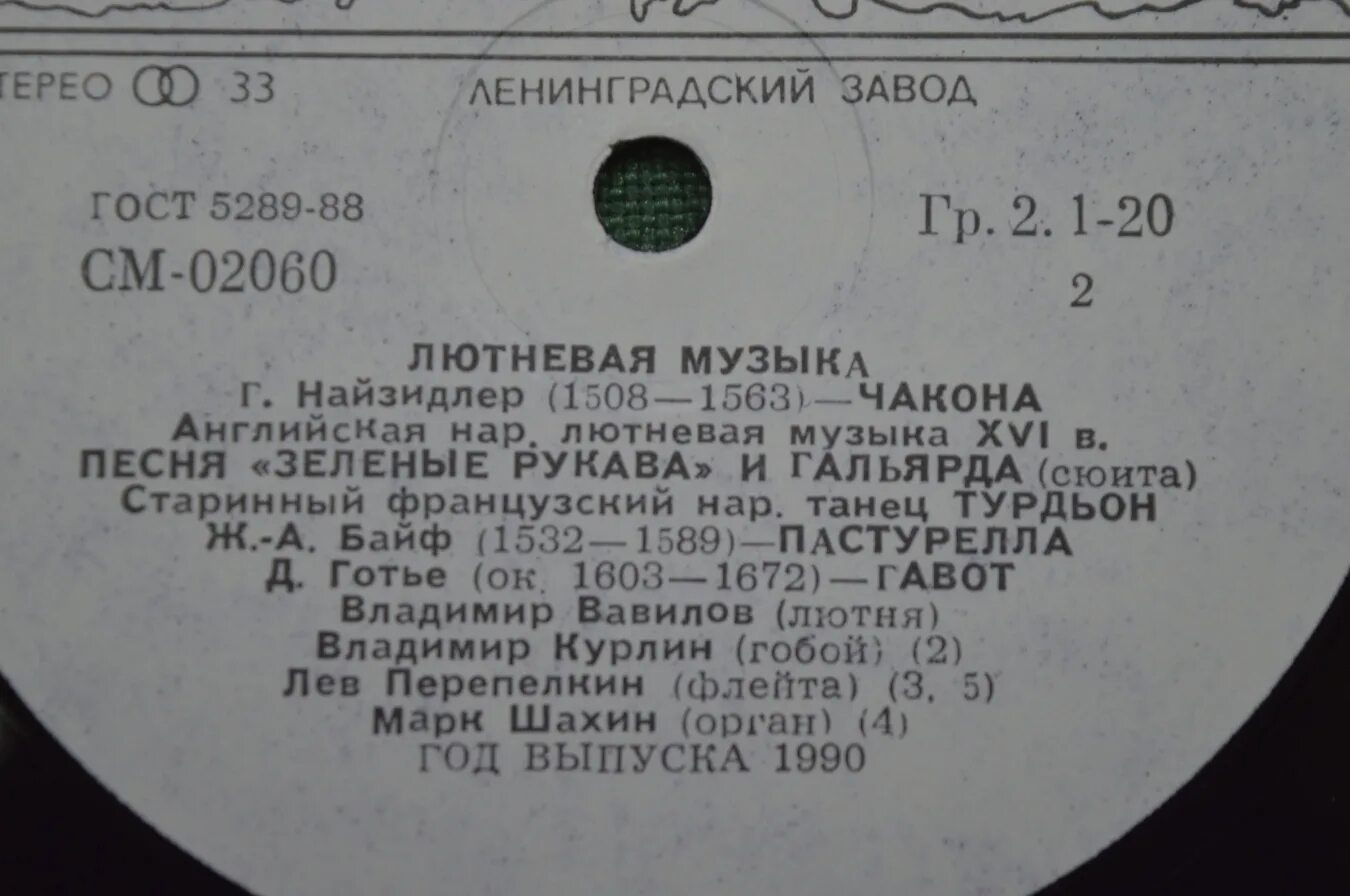 ТЕРЕО 33 ЛЕНИНГРАДСКИЙ ЗАВОД
ГОСТ 5289-88 Гр. 2. 1-20
СМ-02060 2
ЛЮТНЕВАЯ МУЗЫКА
Г. Найзидлер (1508—1563)—ЧАКОНА
Английская нар. лютневая музыка XVI в.
ПЕСНЯ «ЗЕЛЕНЫЕ РУКАВА» И ГАЛЬЯРДА (сюита)
Старинный французский нар. танец ТУРДЬОН
Ж.-А. Байф (1532—1589)—ПАСТУРЕЛЛА
Д. Готье (ок. 1603—1672)—ГАВОТ
Владимир Вавилов (лютня)
Владимир Курлин (гобой) (2)
Лев Перепелкин (флейта) (3, 5)
Марк Шахин (орган) (4)
ГОД ВЫПУСКА 1990